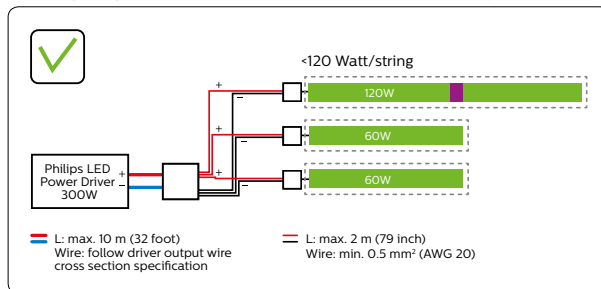 <120 Watt/string
+
120W
−
+
60W
−
Philips LED
Power Driver
300W
+
−
+
60W
−
L: max. 10 m (32 foot)
Wire: follow driver output wire
cross section specification
L: max. 2 m (79 inch)
Wire: min. 0.5 mm² (AWG 20)